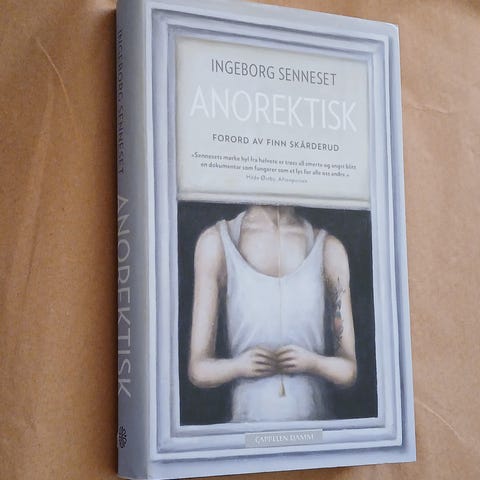 INGEBORG SENNESET
ANOREKTISK
FORORD AV FINN SKÅRDERUD
«Sennesets mørke hyl fra helvete er tross all smerte og angst blitt
en dokumentar som fungerer som et lys for alle oss andre.»
Hilde Østby, Aftenposten
CAPPELEN DAMM
INGEBORG SENNESET
ANOREKTISK